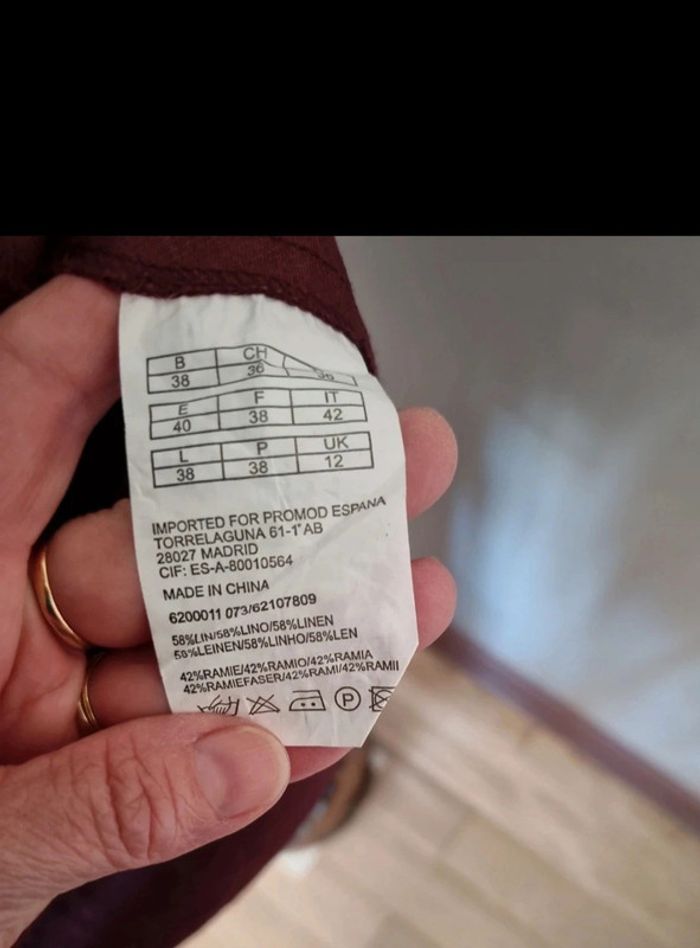 B CH
38 36 36
E F IT
40 38 42
L P UK
38 38 12
IMPORTED FOR PROMOD ESPANA
TORRELAGUNA 61-1°AB
28027 MADRID
CIF: ES-A-80010564
MADE IN CHINA
6200011 073/62107809
58%LIN/58%LINO/58%LINEN
58%LEINEN/58%LINHO/58%LEN
42%RAMIE/42%RAMIO/42%RAMIA
42%RAMIEFASER/42%RAMI/42%RAMII
P